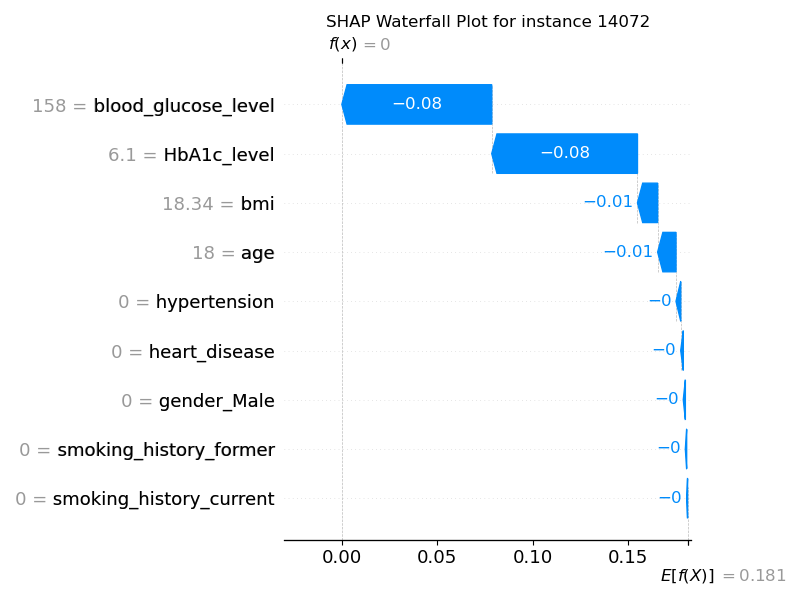 SHAP Waterfall Plot for instance 14072
f(x) = 0
158 = blood_glucose_level −0.08
6.1 = HbA1c_level −0.08
18.34 = bmi −0.01
18 = age −0.01
0 = hypertension −0
0 = heart_disease −0
0 = gender_Male −0
0 = smoking_history_former −0
0 = smoking_history_current −0
0.00 0.05 0.10 0.15
E[f(X)] = 0.181